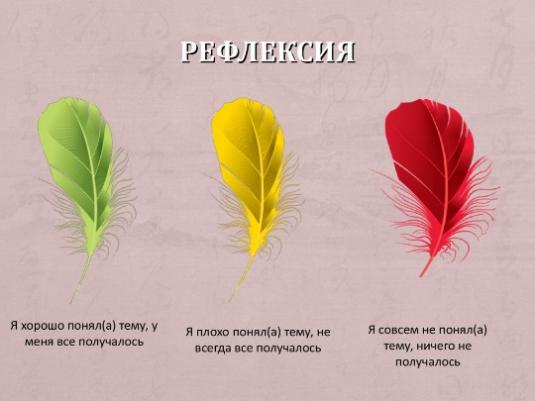 РЕФЛЕКСИЯ
Я хорошо понял(а) тему, у
меня все получалось
Я плохо понял(а) тему, не
всегда все получалось
Я совсем не понял(а)
тему, ничего не
получалось